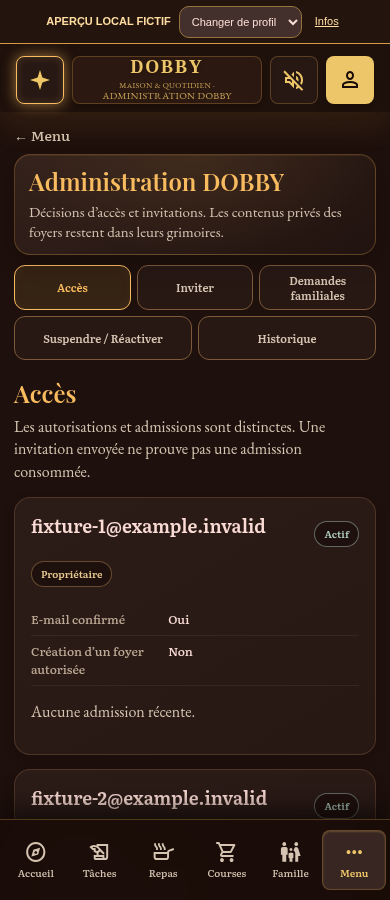 APERÇU LOCAL FICTIF Changer de profil Infos
DOBBY
MAISON & QUOTIDIEN ·
ADMINISTRATION DOBBY
← Menu
Administration DOBBY
Décisions d'accès et invitations. Les contenus privés des
foyers restent dans leurs grimoires.
Accès Inviter Demandes
familiales
Suspendre / Réactiver Historique
Accès
Les autorisations et admissions sont distinctes. Une
invitation envoyée ne prouve pas une admission
consommée.
fixture-1@example.invalid Actif
Propriétaire
E-mail confirmé Oui
Création d'un foyer Non
autorisée
Aucune admission récente.
fixture-2@example.invalid Actif
Accueil Tâches Repas Courses Famille Menu